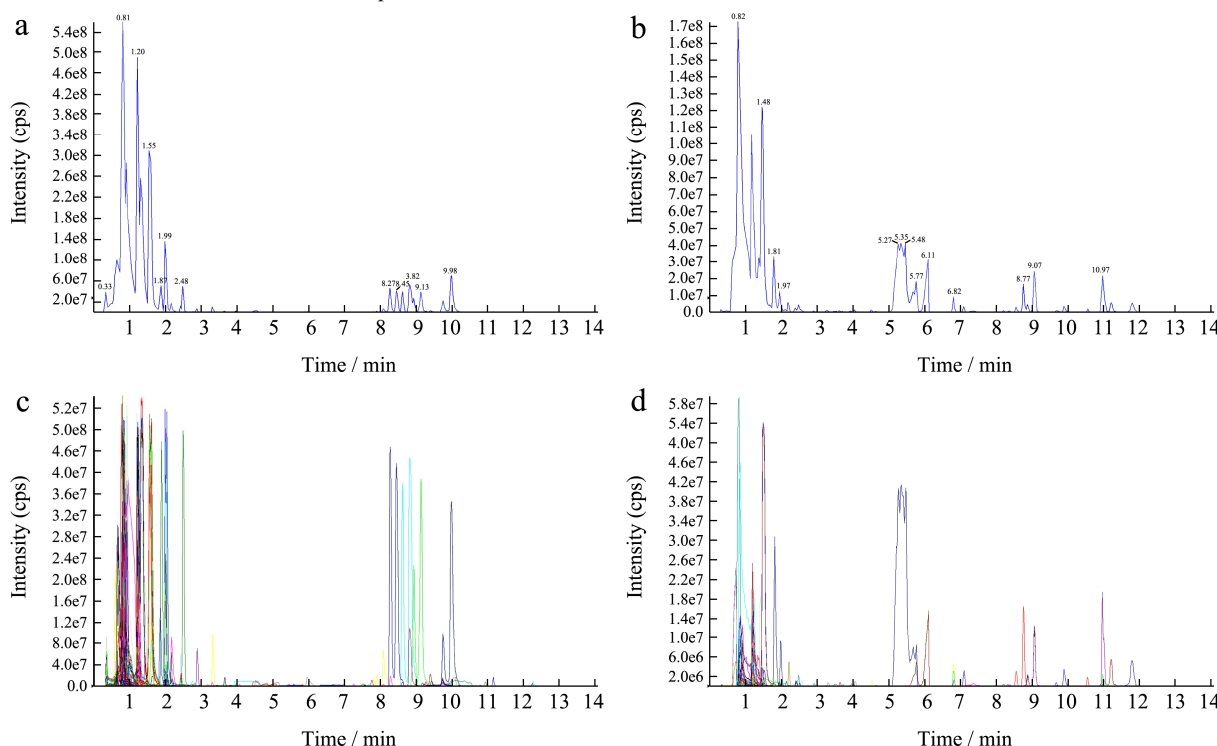 a
Intensity (cps)
5.4e8
5.0e8
4.6e8
4.2e8
3.8e8
3.4e8
3.0e8
2.6e8
2.2e8
1.8e8
1.4e8
1.0e8
6.0e7
2.0e7
0.33
0.81
1.20
1.55
1.87
1.99
2.48
8.27
8.45
3.82
9.13
9.98
1 2 3 4 5 6 7 8 9 10 11 12 13 14
Time / min
b
Intensity (cps)
1.7e8
1.8e8
1.6e8
1.5e8
1.3e8
1.2e8
1.1e8
1.0e8
9.0e7
8.0e7
7.0e7
6.0e7
5.0e7
4.0e7
3.0e7
2.0e7
1.0e7
0.0
0.82
1.48
1.81
1.97
5.27
5.35
5.48
5.77
6.11
6.82
8.77
9.07
10.97
1 2 3 4 5 6 7 8 9 10 11 12 13 14
Time / min
c
Intensity (cps)
5.2e7
5.0e8
4.6e7
4.0e7
3.6e7
3.2e7
2.8e7
2.4e7
2.0e8
1.6e7
1.2e7
8.0e7
4.0e7
0.0
1 2 3 4 5 6 7 8 9 10 11 12 13 14
Time / min
d
Intensity (cps)
5.8e7
5.4e7
4.0e7
4.6e7
4.2e7
3.8e7
3.4e7
3.0e7
2.6e7
2.2e7
1.8e7
1.4e7
1.0e7
6.0e6
2.0e6
1 2 3 4 5 6 7 8 9 10 11 12 13 14
Time / min